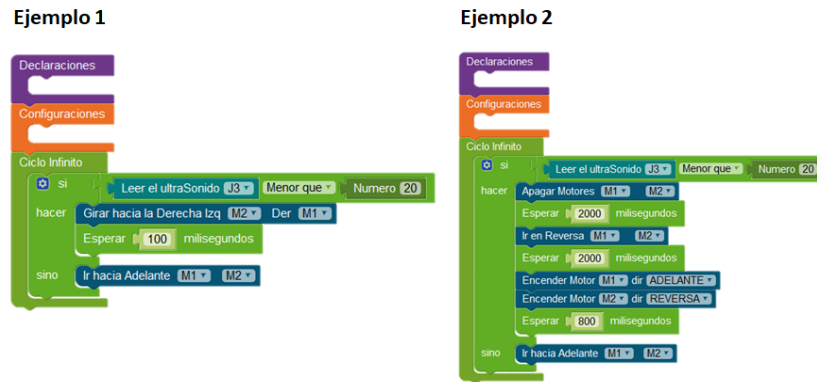 Ejemplo 1
Declaraciones
Configuraciones
Ciclo Infinito
si Leer el ultraSonido J3 Menor que Numero 20
hacer Girar hacia la Derecha Izq M2 Der M1
Esperar 100 milisegundos
sino Ir hacia Adelante M1 M2
Ejemplo 2
Declaraciones
Configuraciones
Ciclo Infinito
si Leer el ultraSonido J3 Menor que Numero 20
hacer Apagar Motores M1 M2
Esperar 2000 milisegundos
Ir en Reversa M1 M2
Esperar 2000 milisegundos
Encender Motor M1 dir ADELANTE
Encender Motor M2 dir REVERSA
Esperar 800 milisegundos
sino Ir hacia Adelante M1 M2